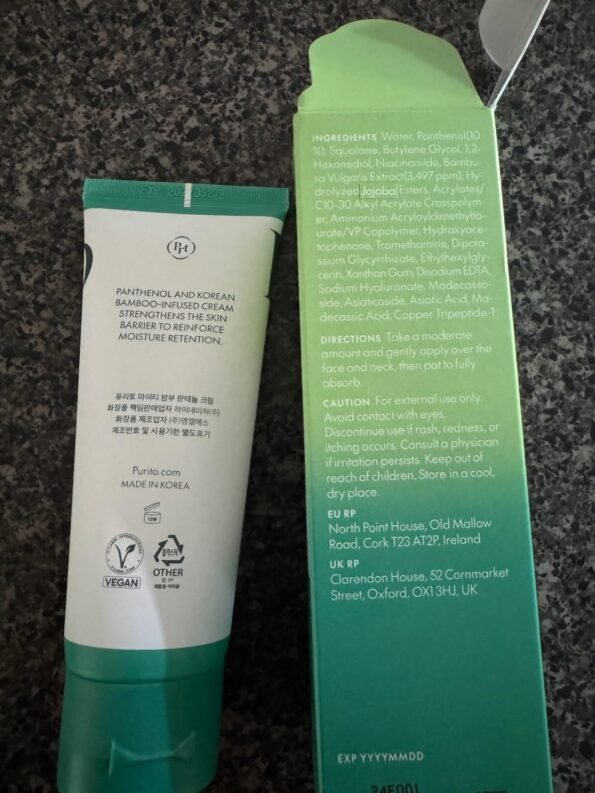 PANTHENOL AND KOREAN
BAMBOO-INFUSED CREAM
STRENGTHENS THE SKIN
BARRIER TO REINFORCE
MOISTURE RETENTION.
퓨리토 마이티 밤부 판테놀 크림
화장품 책임판매업자 하이네이처(주)
화장품 제조업자 (주)엔엘에스
제조번호 및 사용기한 별도표기
Purito.com
MADE IN KOREA
12M
V-LABEL INTERNATIONAL
V-LABEL.COM
VEGAN
OTHER
INGREDIENTS Water, Panthenol(10
%), Squalane, Butylene Glycol, 1,2-
Hexanediol, Niacinamide, Bambu-
sa Vulgaris Extract(3,497 ppm), Hy-
drolyzed Jojoba Esters, Acrylates/
C10-30 Alkyl Acrylate Crosspolym-
er, Ammonium Acryloyldimethylta-
urate/VP Copolymer, Hydroxyace-
tophenone, Tromethamine, Dipota-
ssium Glycyrrhizate, Ethylhexylgly-
cerin, Xanthan Gum, Disodium EDTA,
Sodium Hyaluronate, Madecasso-
side, Asiaticoside, Asiatic Acid, Ma-
decassic Acid, Copper Tripeptide-1
DIRECTIONS Take a moderate
amount and gently apply over the
face and neck, then pat to fully
absorb.
CAUTION For external use only.
Avoid contact with eyes.
Discontinue use if rash, redness, or
itching occurs. Consult a physician
if irritation persists. Keep out of
reach of children. Store in a cool,
dry place.
EU RP
North Point House, Old Mallow
Road, Cork T23 AT2P, Ireland
UK RP
Clarendon House, 52 Cornmarket
Street, Oxford, OX1 3HJ, UK
EXP YYYYMMDD